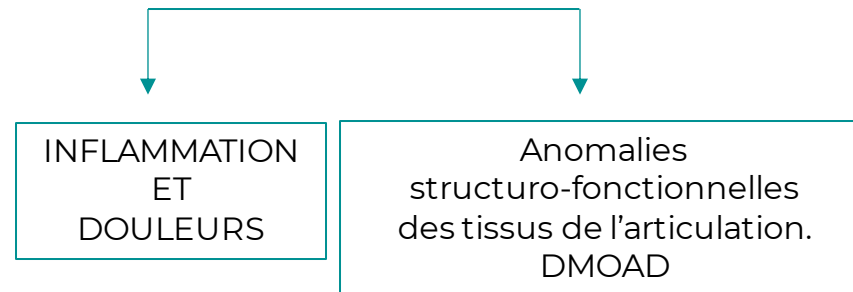 INFLAMMATION
ET
DOULEURS
Anomalies
structuro-fonctionnelles
des tissus de l’articulation.
DMOAD